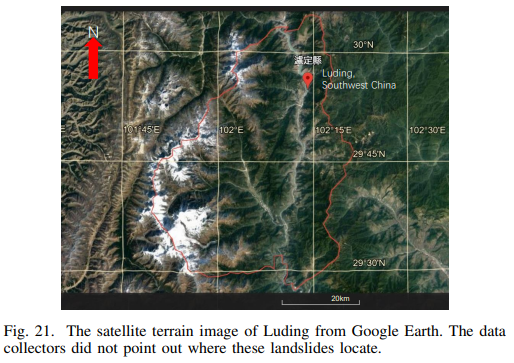 N
30°N
瀘定縣
Luding,
Southwest China
E
101°45'E
102°E
102°15'E
102°30'E
29°45'N
29°30'N
20km
Fig. 21. The satellite terrain image of Luding from Google Earth. The data
collectors did not point out where these landslides locate.